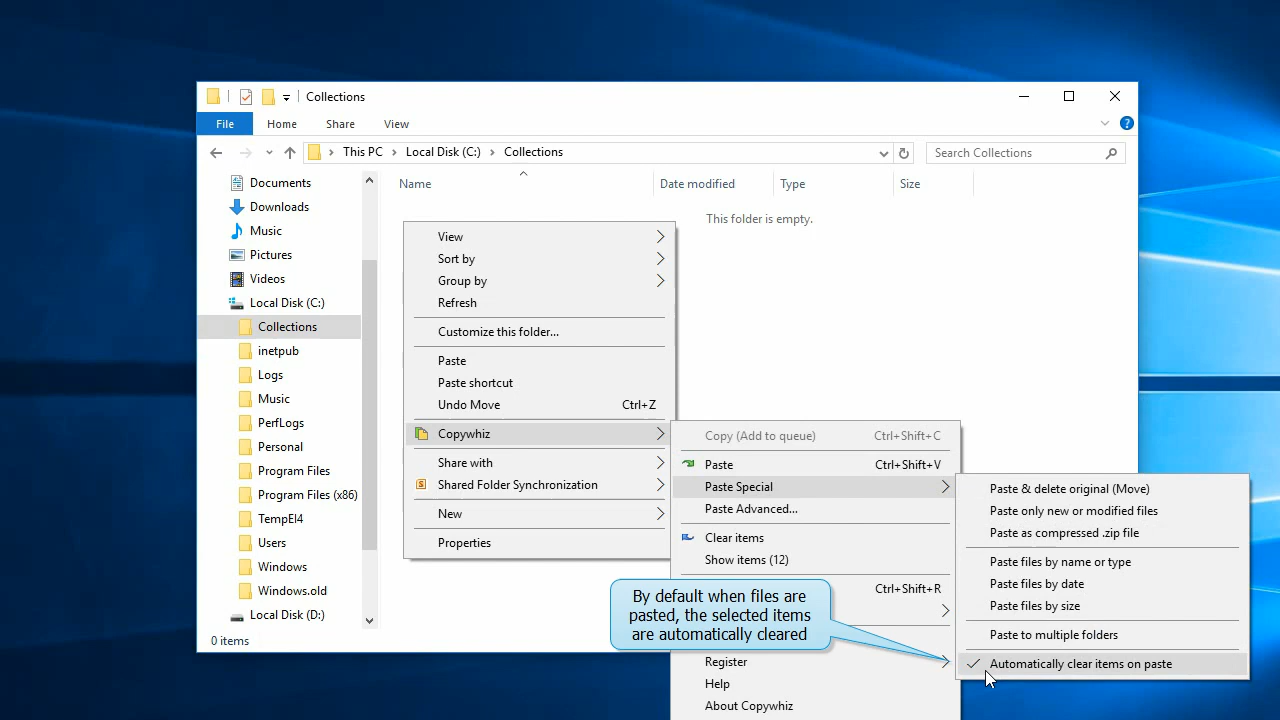 Collections
File
Home
Share
View
This PC
Local Disk (C:)
Collections
Search Collections
Name
Date modified
Type
Size
This folder is empty.
Documents
Downloads
Music
Pictures
Videos
Local Disk (C:)
Collections
inetpub
Logs
Music
PerfLogs
Personal
Program Files
Program Files (x86)
TempEl4
Users
Windows
Windows.old
Local Disk (D:)
0 items
View
Sort by
Group by
Refresh
Customize this folder...
Paste
Paste shortcut
Undo Move Ctrl+Z
Copywhiz
Share with
Shared Folder Synchronization
New
Properties
Copy (Add to queue) Ctrl+Shift+C
Paste Ctrl+Shift+V
Paste Special
Paste Advanced...
Clear items
Show items (12)
Ctrl+Shift+R
Register
Help
About Copywhiz
Paste & delete original (Move)
Paste only new or modified files
Paste as compressed .zip file
Paste files by name or type
Paste files by date
Paste files by size
Paste to multiple folders
Automatically clear items on paste
By default when files are
pasted, the selected items
are automatically cleared